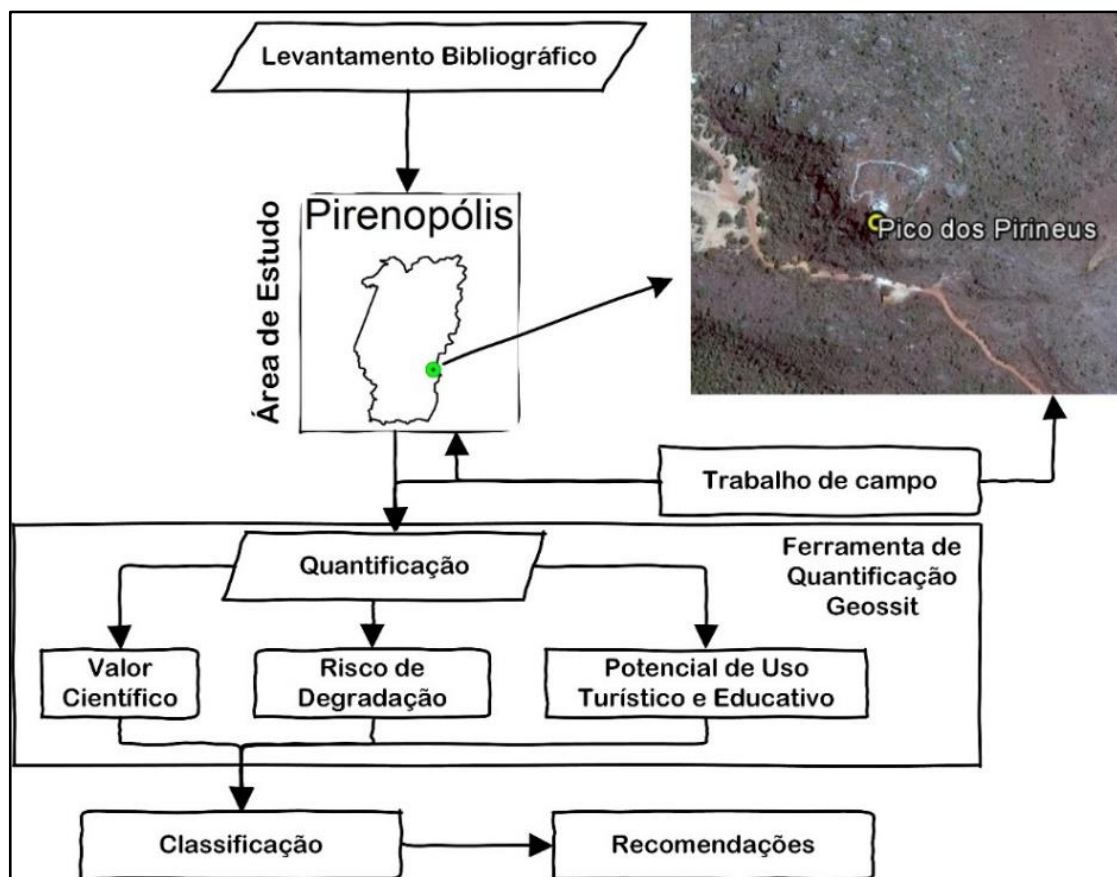 Levantamento Bibliográfico
Área de Estudo
Pirenopólis
Pico dos Pirineus
Trabalho de campo
Ferramenta de
Quantificação
Geossit
Quantificação
Valor
Científico
Risco de
Degradação
Potencial de Uso
Turístico e Educativo
Classificação
Recomendações